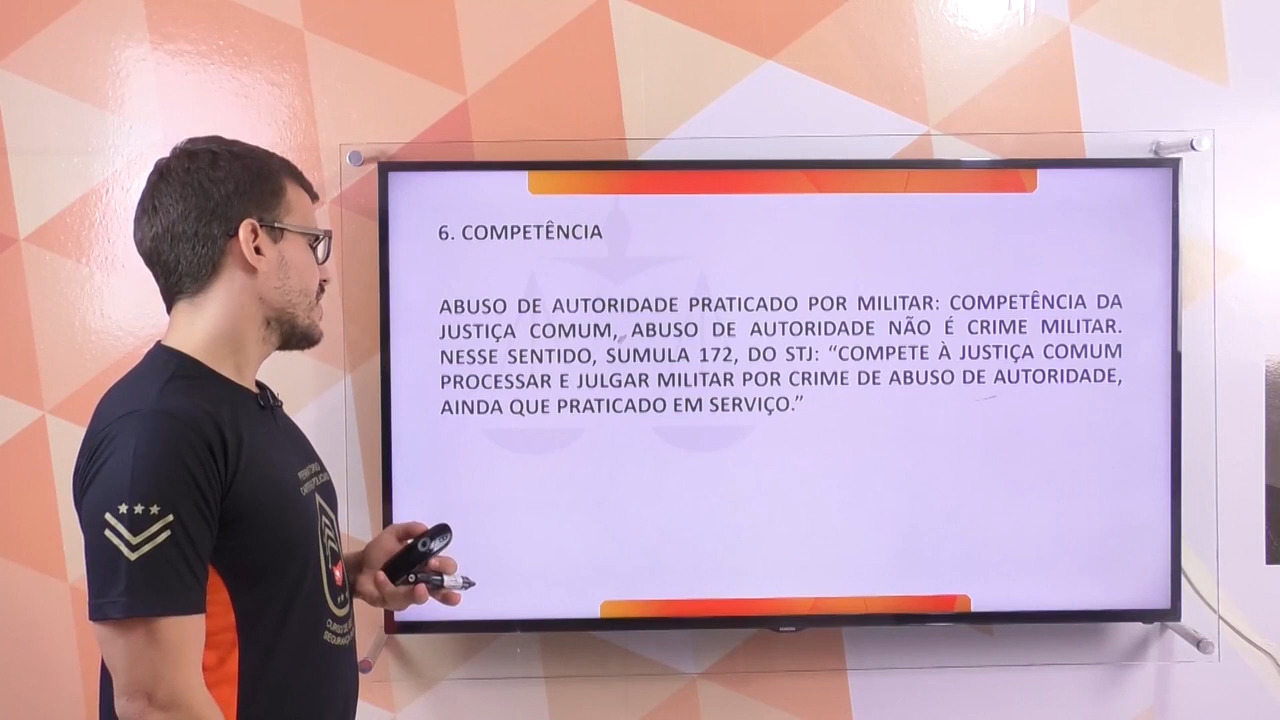 6. COMPETÊNCIA
ABUSO DE AUTORIDADE PRATICADO POR MILITAR: COMPETÊNCIA DA
JUSTIÇA COMUM, ABUSO DE AUTORIDADE NÃO É CRIME MILITAR.
NESSE SENTIDO, SUMULA 172, DO STJ: “COMPETE À JUSTIÇA COMUM
PROCESSAR E JULGAR MILITAR POR CRIME DE ABUSO DE AUTORIDADE,
AINDA QUE PRATICADO EM SERVIÇO.”
CURSO DE